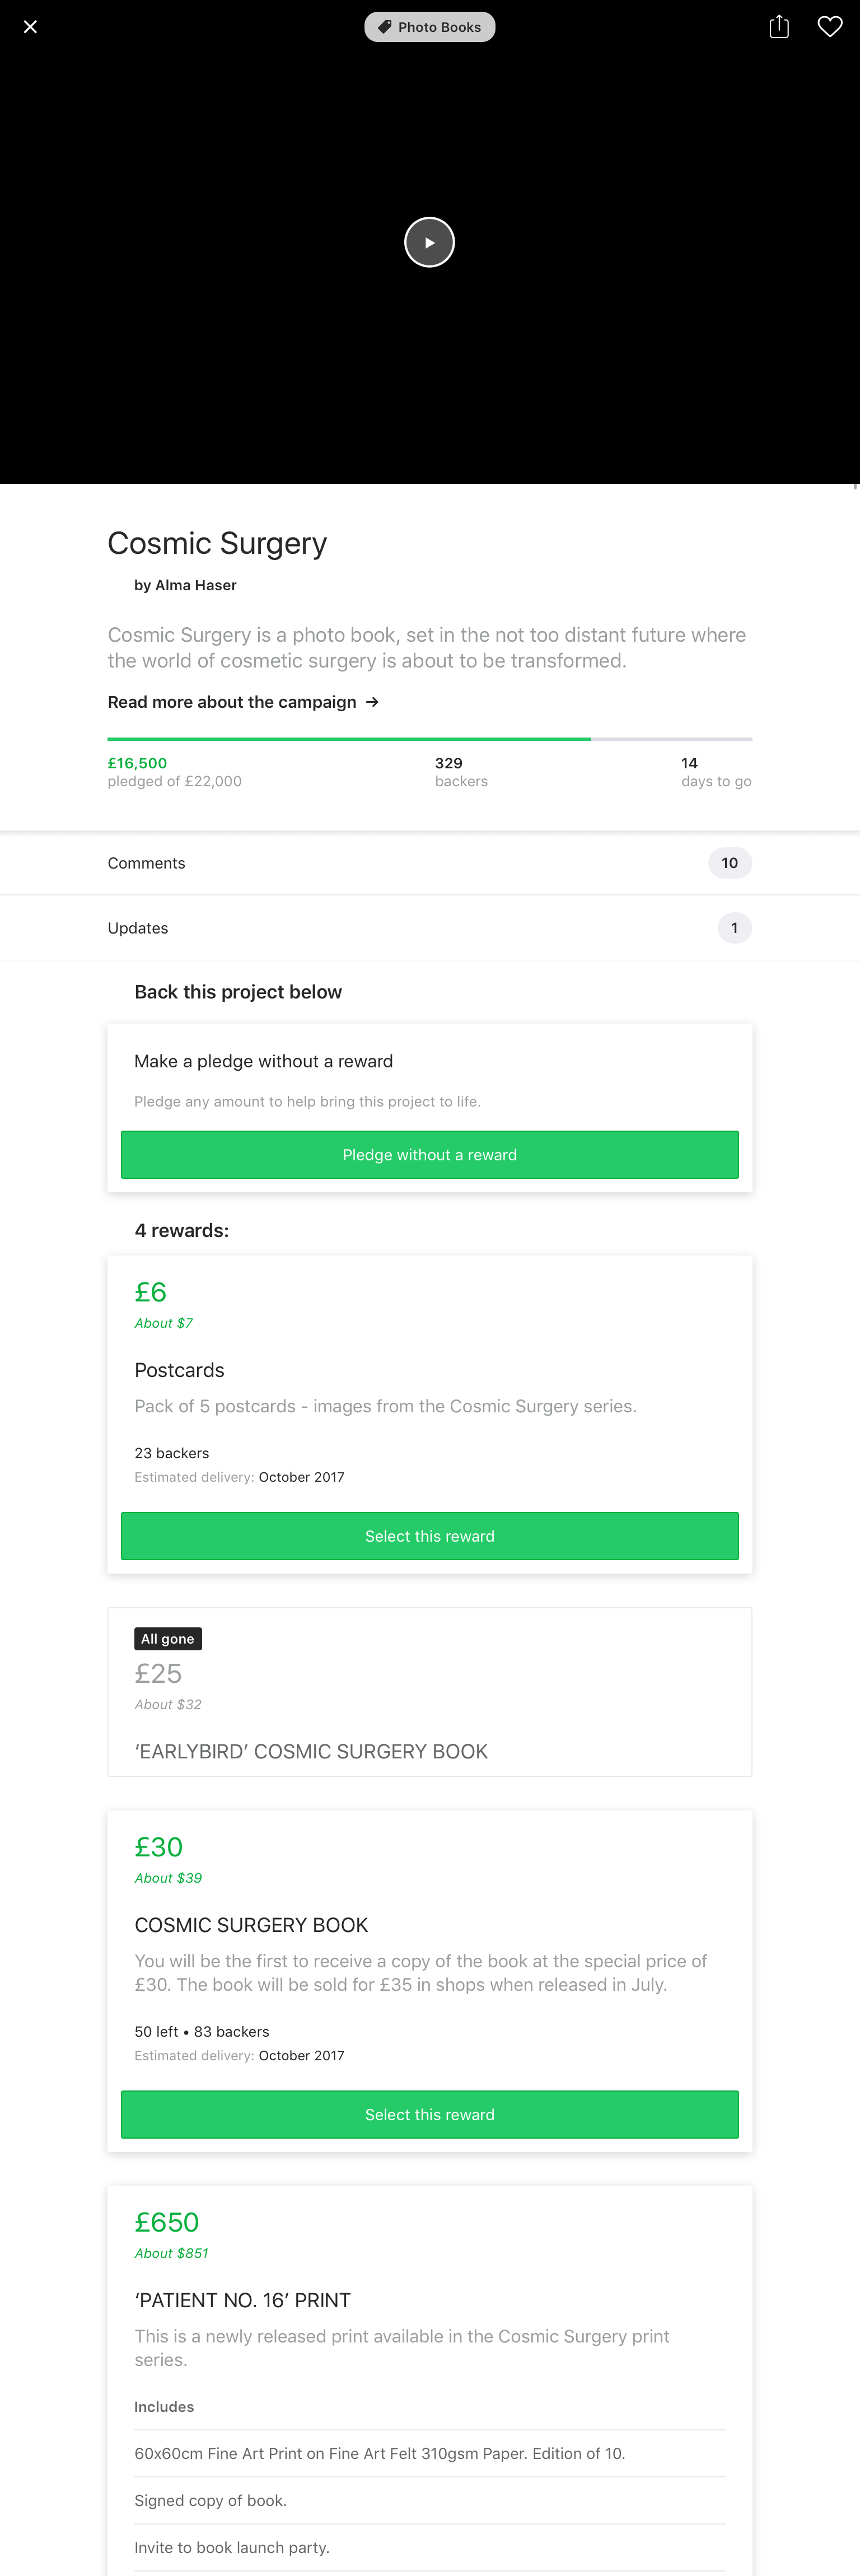 Photo Books
Cosmic Surgery
by Alma Haser
Cosmic Surgery is a photo book, set in the not too distant future where
the world of cosmetic surgery is about to be transformed.
Read more about the campaign →
£16,500
pledged of £22,000
329
backers
14
days to go
Comments
10
Updates
1
Back this project below
Make a pledge without a reward
Pledge any amount to help bring this project to life.
Pledge without a reward
4 rewards:
£6
About $7
Postcards
Pack of 5 postcards - images from the Cosmic Surgery series.
23 backers
Estimated delivery: October 2017
Select this reward
All gone
£25
About $32
‘EARLYBIRD’ COSMIC SURGERY BOOK
£30
About $39
COSMIC SURGERY BOOK
You will be the first to receive a copy of the book at the special price of
£30. The book will be sold for £35 in shops when released in July.
50 left • 83 backers
Estimated delivery: October 2017
Select this reward
£650
About $851
‘PATIENT NO. 16’ PRINT
This is a newly released print available in the Cosmic Surgery print
series.
Includes
60x60cm Fine Art Print on Fine Art Felt 310gsm Paper. Edition of 10.
Signed copy of book.
Invite to book launch party.